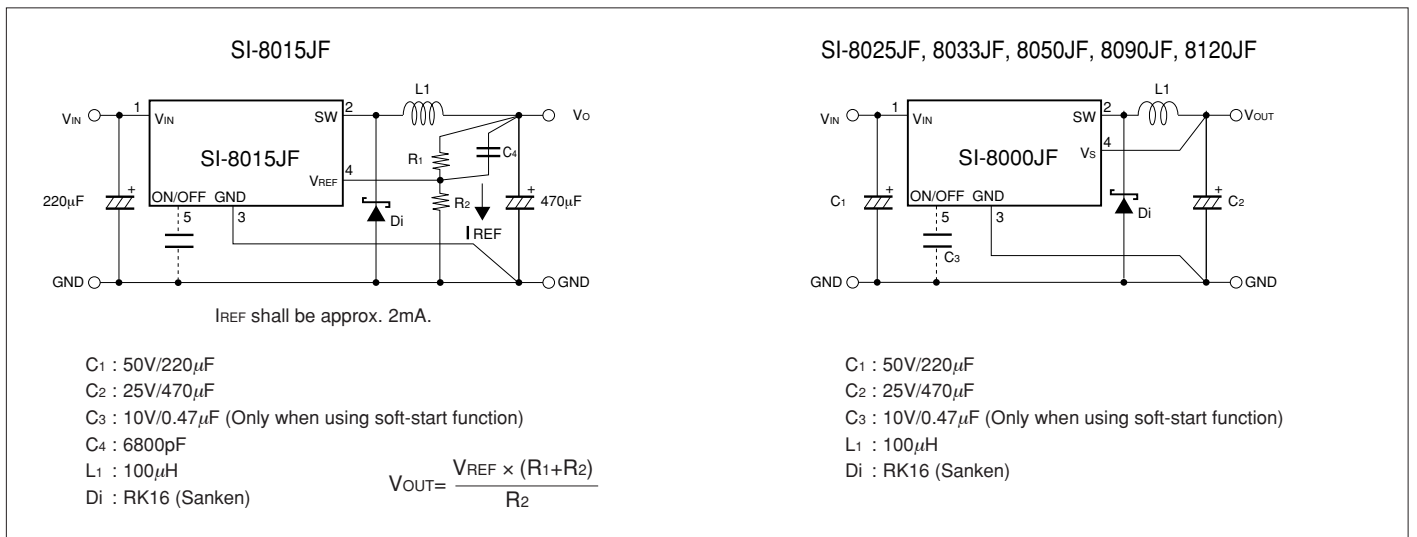 SI-8015JF
VIN
1
VIN
SW
2
L1
VO
SI-8015JF
R1
C4
VREF
4
220μF
+
ON/OFF GND
5
3
Di
R2
IREF
+
470μF
GND
GND
IREF shall be approx. 2mA.
C1 : 50V/220μF
C2 : 25V/470μF
C3 : 10V/0.47μF (Only when using soft-start function)
C4 : 6800pF
L1 : 100μH
Di : RK16 (Sanken)
VOUT= VREF × (R1+R2)
R2
SI-8025JF, 8033JF, 8050JF, 8090JF, 8120JF
VIN
1
VIN
SW
2
L1
VOUT
VS
4
SI-8000JF
C1
+
ON/OFF GND
5
3
C3
Di
+
C2
GND
GND
C1 : 50V/220μF
C2 : 25V/470μF
C3 : 10V/0.47μF (Only when using soft-start function)
L1 : 100μH
Di : RK16 (Sanken)